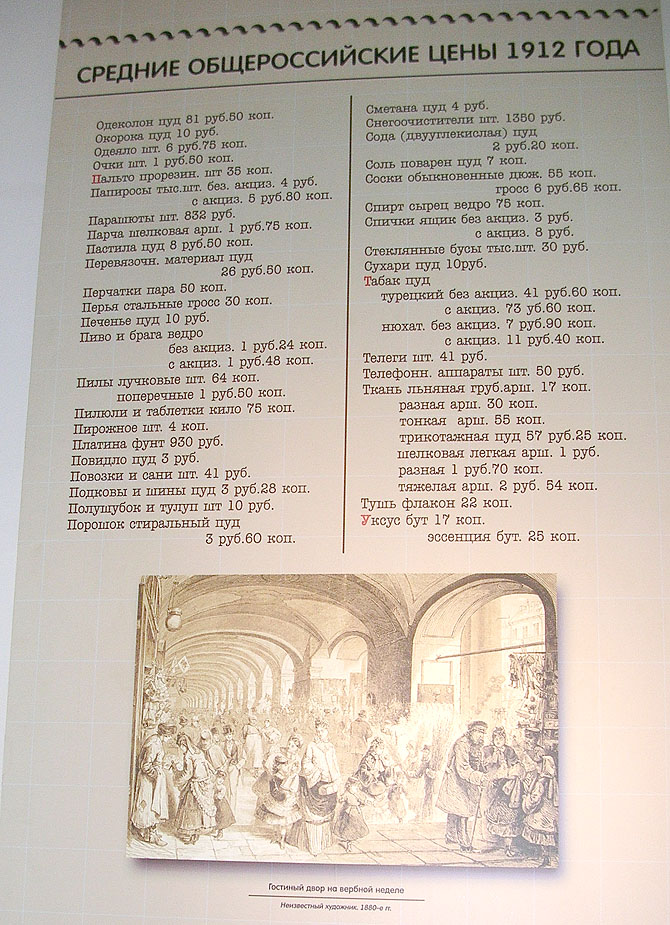 СРЕДНИЕ ОБЩЕРОССИЙСКИЕ ЦЕНЫ 1912 ГОДА
Одеколон пуд 81 руб.50 коп.
Окорока пуд 10 руб.
Одеяло шт. 6 руб.75 коп.
Очки шт. 1 руб.50 коп.
Пальто прорезин. шт 35 коп.
Папиросы тыс.шт. без. акциз. 4 руб.
с акциз. 5 руб.80 коп.
Парашюты шт. 832 руб.
Парча шелковая арш. 1 руб.75 коп.
Пастила пуд 8 руб.50 коп.
Перевязочн. материал пуд
26 руб.50 коп.
Перчатки пара 50 коп.
Перья стальные гросс 30 коп.
Печенье пуд 10 руб.
Пиво и брага ведро
без акциз. 1 руб.24 коп.
с акциз. 1 руб.48 коп.
Пилы лучковые шт. 64 коп.
поперечные 1 руб.50 коп.
Пилюли и таблетки кило 75 коп.
Пирожное шт. 4 коп.
Платина фунт 930 руб.
Повидло пуд 3 руб.
Повозки и сани шт. 41 руб.
Подковы и шины пуд 3 руб.28 коп.
Полушубок и тулуп шт 10 руб.
Порошок стиральный пуд
3 руб.60 коп.
Сметана пуд 4 руб.
Снегоочистители шт. 1350 руб.
Сода (двууглекислая) пуд
2 руб.20 коп.
Соль поварен пуд 7 коп.
Соски обыкновенные дюж. 55 коп.
гросс 6 руб.65 коп.
Спирт сырец ведро 75 коп.
Спички ящик без акциз. 3 руб.
с акциз. 8 руб.
Стеклянные бусы тыс.шт. 30 руб.
Сухари пуд 10руб.
Табак пуд
турецкий без акциз. 41 руб.60 коп.
с акциз. 73 уб.60 коп.
нюхат. без акциз. 7 руб.90 коп.
с акциз. 11 руб.40 коп.
Телеги шт. 41 руб.
Телефонн. аппараты шт. 50 руб.
Ткань льняная груб.арш. 17 коп.
разная арш. 30 коп.
тонкая арш. 55 коп.
трикотажная пуд 57 руб.25 коп.
шелковая легкая арш. 1 руб.
разная 1 руб.70 коп.
тяжелая арш. 2 руб. 54 коп.
Тушь флакон 22 коп.
Уксус бут 17 коп.
эссенция бут. 25 коп.
Гостиный двор на вербной неделе
Неизвестный художник. 1880-е гг.